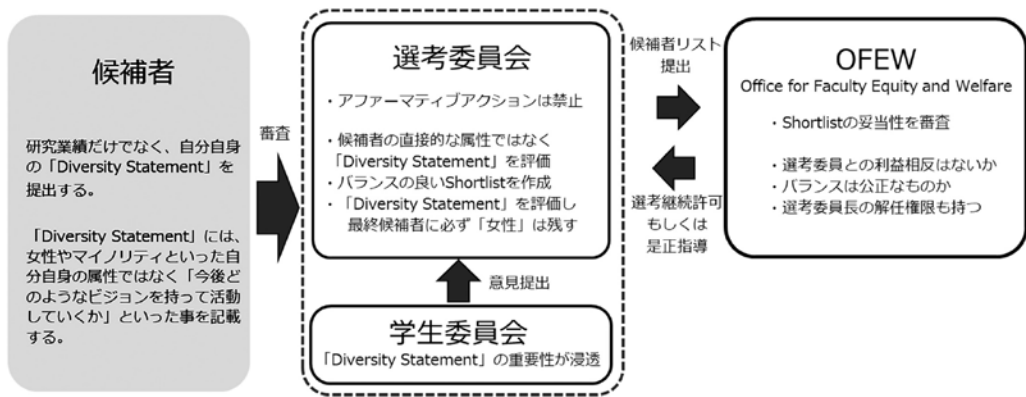 候補者
研究業績だけでなく、自分自身
の「Diversity Statement」を
提出する。
「Diversity Statement」には、
女性やマイノリティといった自
分自身の属性ではなく「今後ど
のようなビジョンを持って活動
していくか」といった事を記載
する。
審査
選考委員会
・アファーマティブアクションは禁止
・候補者の直接的な属性ではなく
「Diversity Statement」を評価
・バランスの良いShortlistを作成
・「Diversity Statement」を評価し
最終候補者に必ず「女性」は残す
意見提出
学生委員会
「Diversity Statement」の重要性が浸透
候補者リスト
提出
選考継続許可
もしくは
是正指導
OFEW
Office for Faculty Equity and Welfare
・Shortlistの妥当性を審査
・選考委員との利益相反はないか
・バランスは公正なものか
・選考委員長の解任権限も持つ